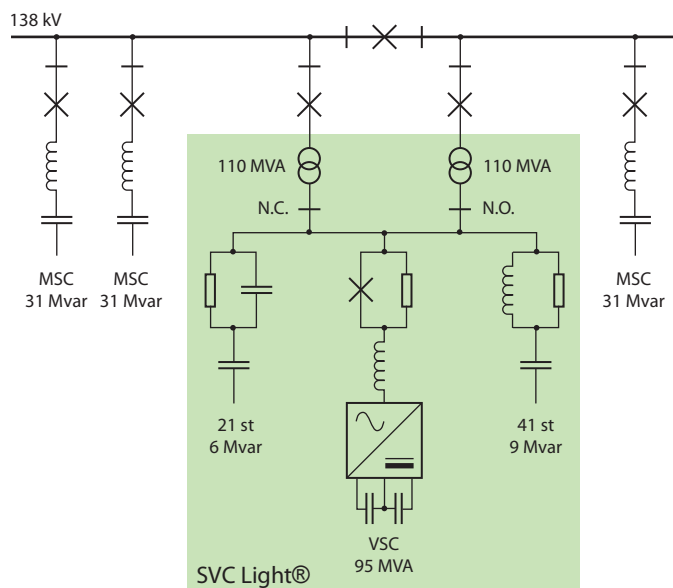 138 kV
110 MVA
110 MVA
N.C.
N.O.
MSC
31 Mvar
MSC
31 Mvar
MSC
31 Mvar
21 st
6 Mvar
41 st
9 Mvar
VSC
95 MVA
SVC Light®